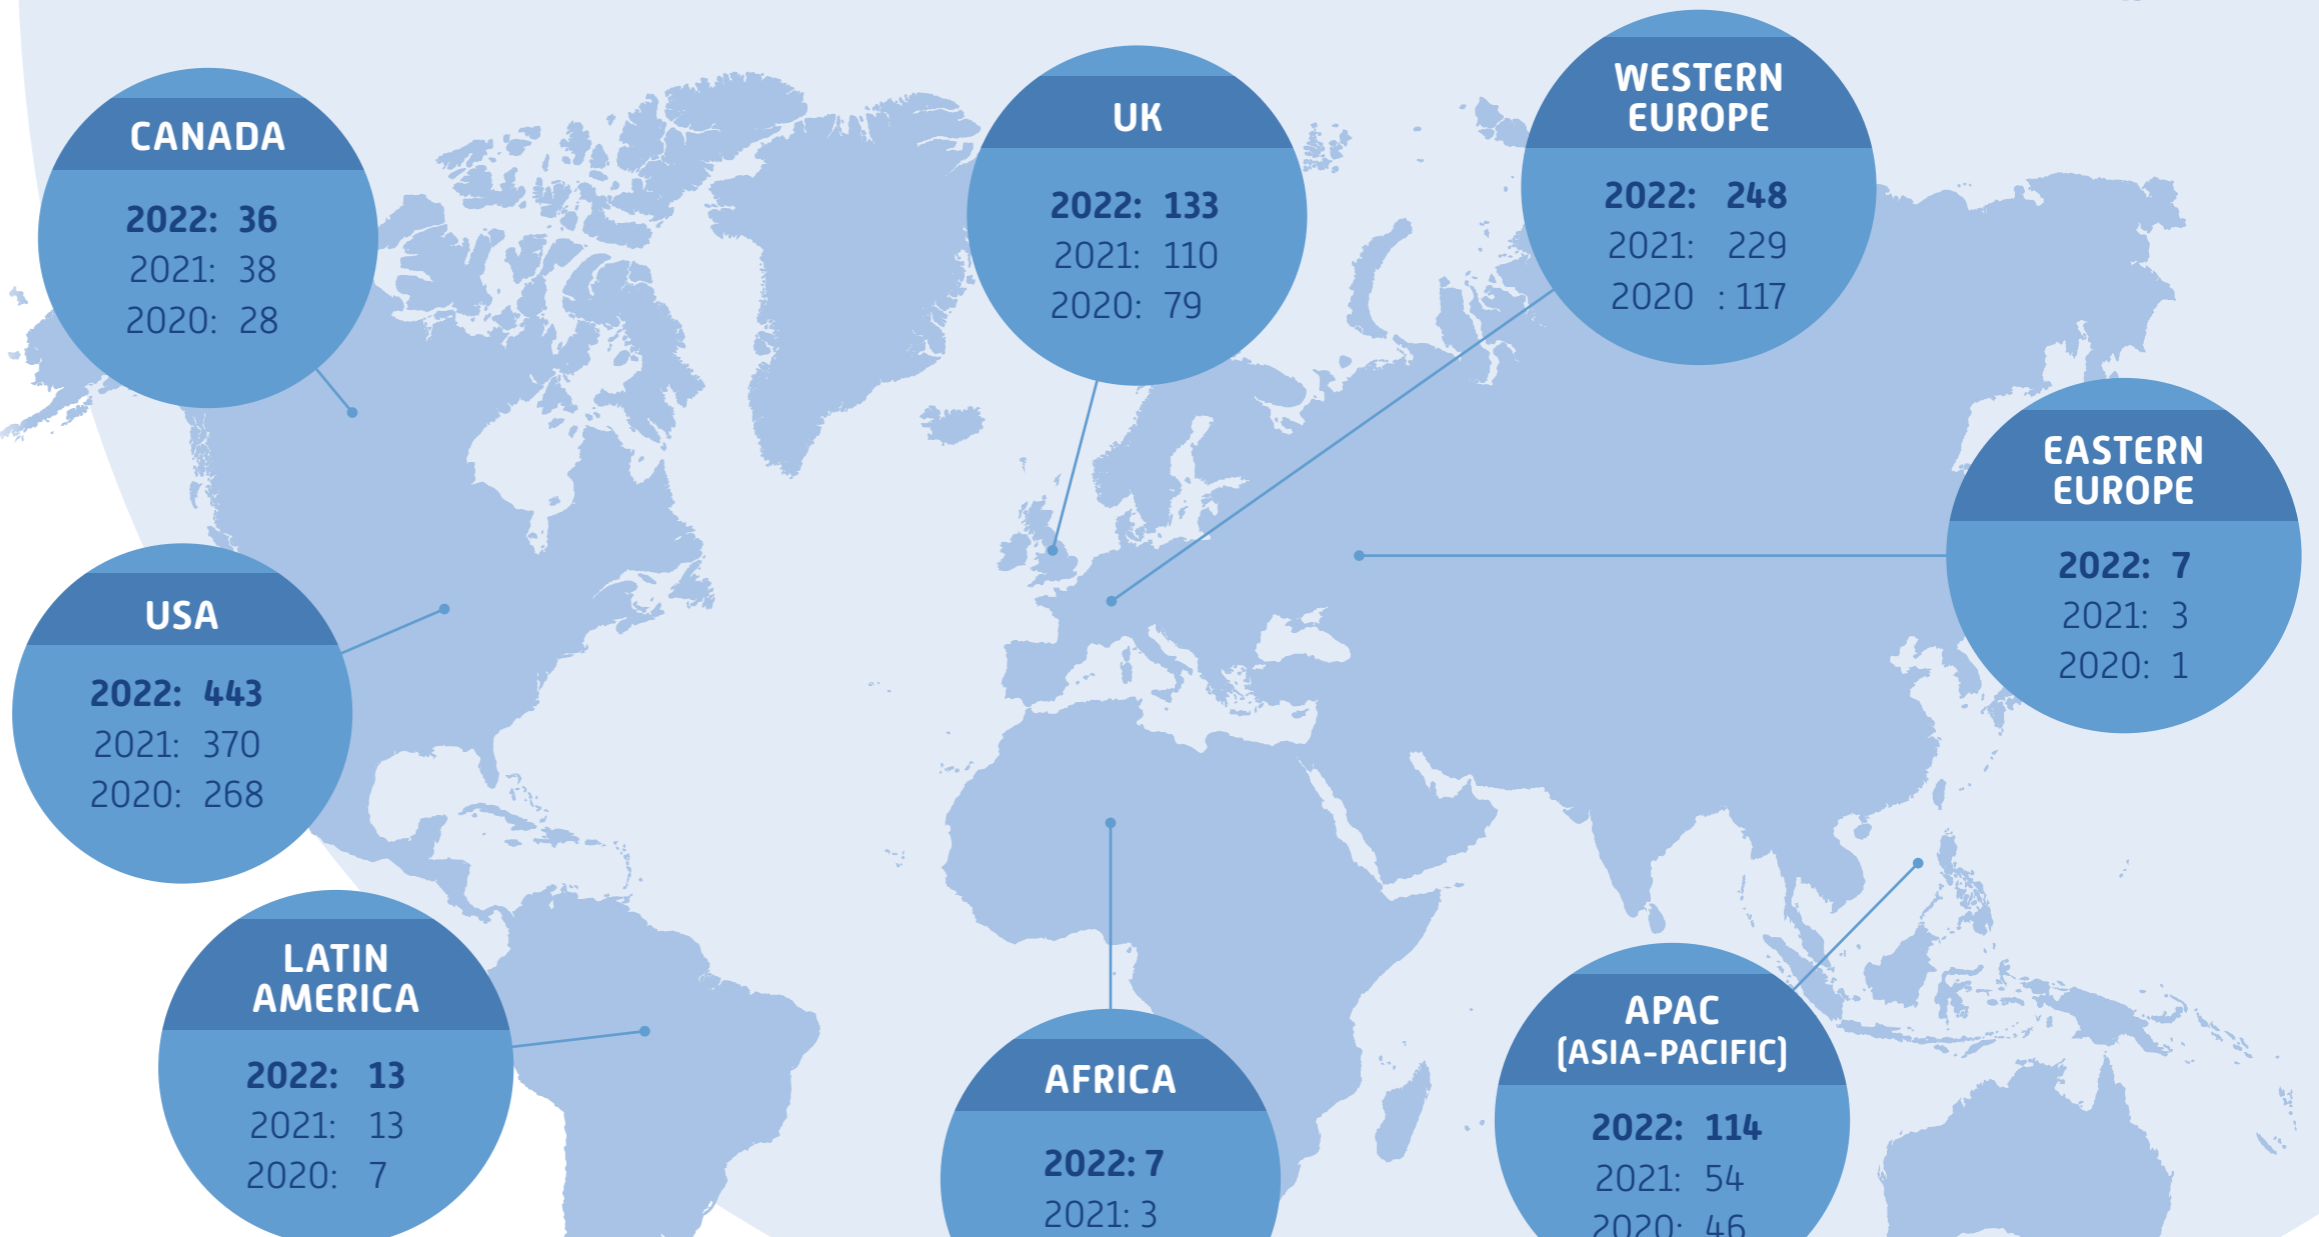 CANADA
2022: 36
2021: 38
2020: 28
UK
2022: 133
2021: 110
2020: 79
WESTERN
EUROPE
2022: 248
2021: 229
2020 : 117
EASTERN
EUROPE
2022: 7
2021: 3
2020: 1
USA
2022: 443
2021: 370
2020: 268
LATIN
AMERICA
2022: 13
2021: 13
2020: 7
AFRICA
2022: 7
2021: 3
APAC
(ASIA-PACIFIC)
2022: 114
2021: 54
2020: 46